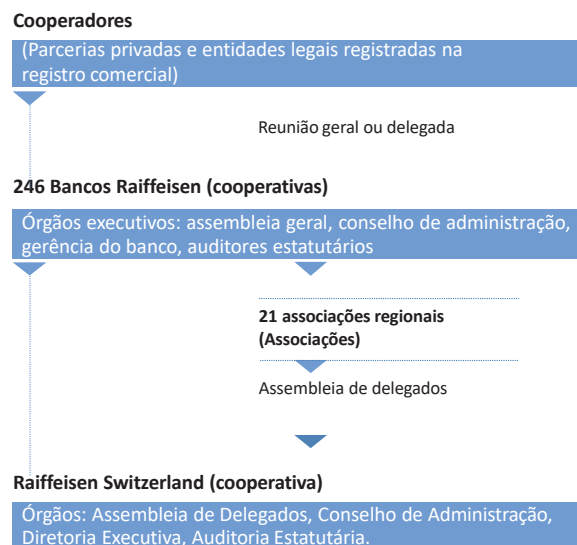 Cooperadores
(Parcerias privadas e entidades legais registradas na
registro comercial)
Reunião geral ou delegada
246 Bancos Raiffeisen (cooperativas)
Órgãos executivos: assembleia geral, conselho de administração,
gerência do banco, auditores estatutários
21 associações regionais
(Associações)
Assembleia de delegados
Raiffeisen Switzerland (cooperativa)
Órgãos: Assembleia de Delegados, Conselho de Administração,
Diretoria Executiva, Auditoria Estatutária.